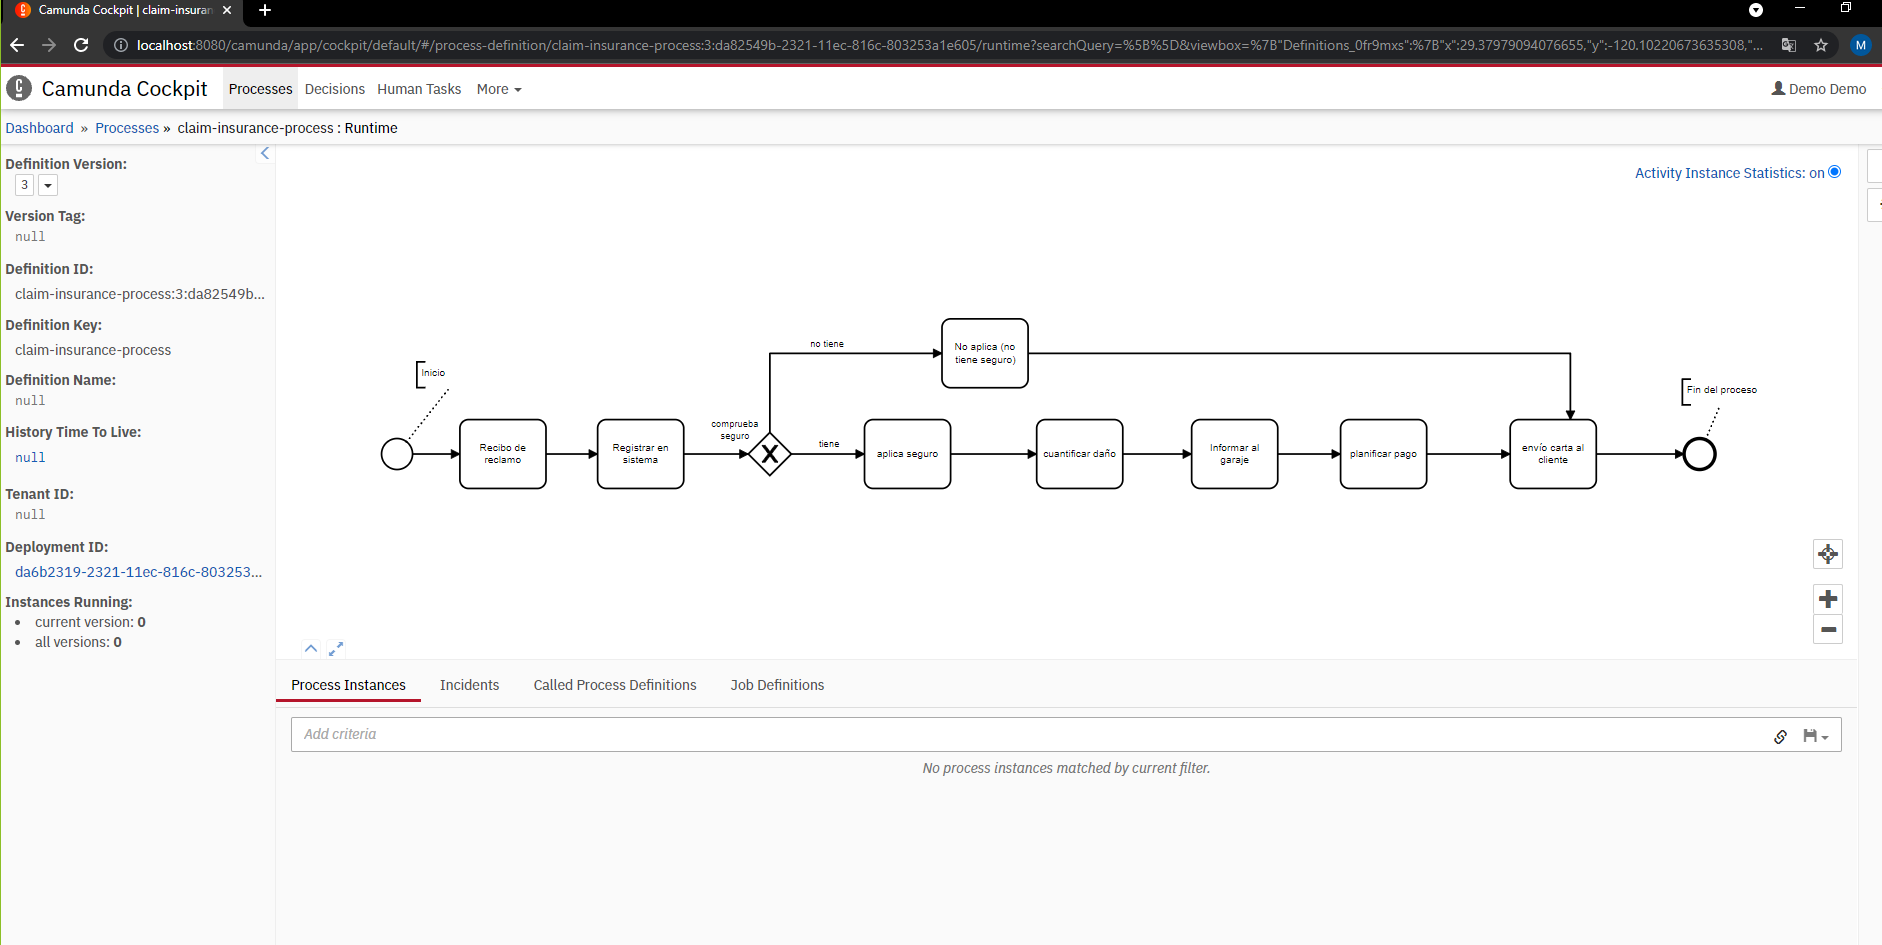 Camunda Cockpit | claim-insuran
localhost:8080/camunda/app/cockpit/default/#/process-definition/claim-insurance-process:3:da82549b-2321-11ec-816c-803253a1e605/runtime?searchQuery=%5B%5D&viewbox=%7B"Definitions_0fr9mxs":%7B"x":29.37979094076655,"y":-120.10220673635308,"...
M
Camunda Cockpit
Processes
Decisions
Human Tasks
More
Demo Demo
Dashboard » Processes » claim-insurance-process : Runtime
Definition Version:
3
Version Tag:
null
Definition ID:
claim-insurance-process:3:da82549b...
Definition Key:
claim-insurance-process
Definition Name:
null
History Time To Live:
null
Tenant ID:
null
Deployment ID:
da6b2319-2321-11ec-816c-803253...
Instances Running:
current version: 0
all versions: 0
Activity Instance Statistics: on
Inicio
Recibo de
reclamo
Registrar en
sistema
comprueba
seguro
no tiene
No aplica (no
tiene seguro)
tiene
aplica seguro
cuantificar daño
Informar al
garaje
planificar pago
envío carta al
cliente
Fin del proceso
Process Instances
Incidents
Called Process Definitions
Job Definitions
Add criteria
No process instances matched by current filter.